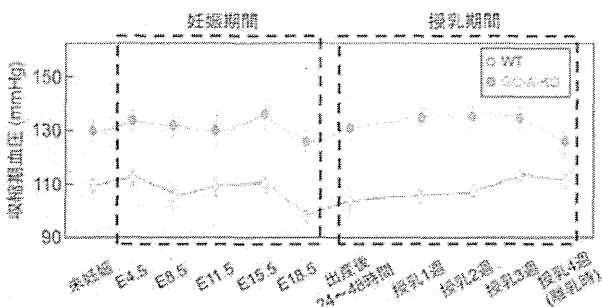 妊娠期間
授乳期間
収縮期血圧 (mmHg)
150
130
110
90
WT
GC-A-KO
未妊娠
E4.5
E8.5
E11.5
E15.5
E18.5
出産後
24～48時間
授乳1週
授乳2週
授乳3週
授乳4週
(離乳時)